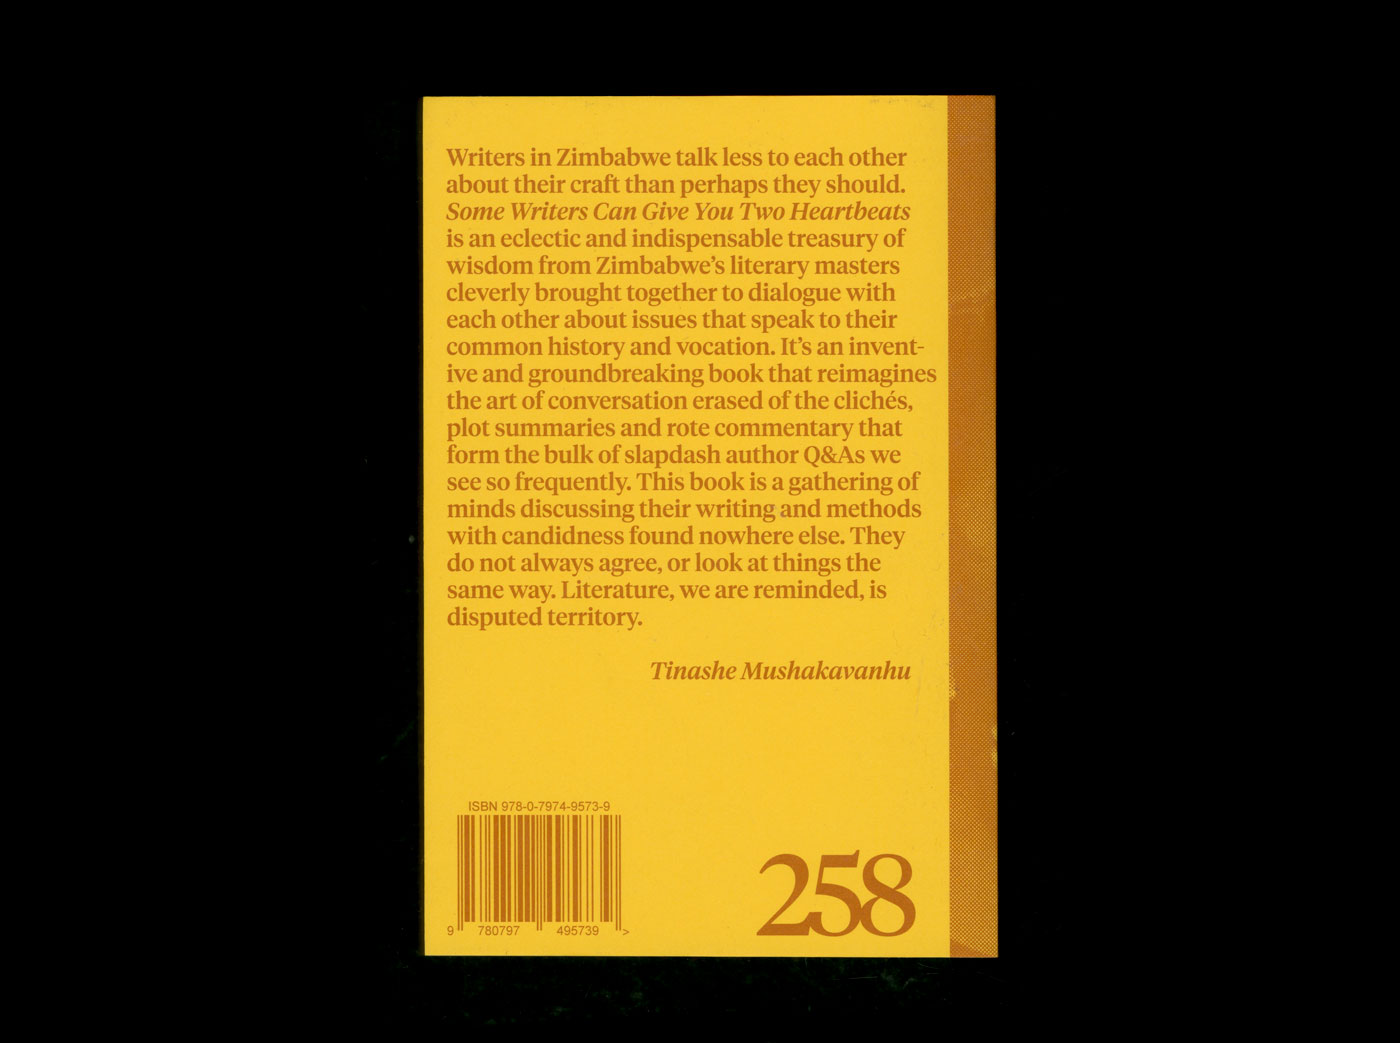 Writers in Zimbabwe talk less to each other
about their craft than perhaps they should.
Some Writers Can Give You Two Heartbeats
is an eclectic and indispensable treasury of
wisdom from Zimbabwe’s literary masters
cleverly brought together to dialogue with
each other about issues that speak to their
common history and vocation. It’s an invent-
ive and groundbreaking book that reimagines
the art of conversation erased of the clichés,
plot summaries and rote commentary that
form the bulk of slapdash author Q&As we
see so frequently. This book is a gathering of
minds discussing their writing and methods
with candidness found nowhere else. They
do not always agree, or look at things the
same way. Literature, we are reminded, is
disputed territory.
Tinashe Mushakavanhu
ISBN 978-0-7974-9573-9
9 780797 495739 >
258